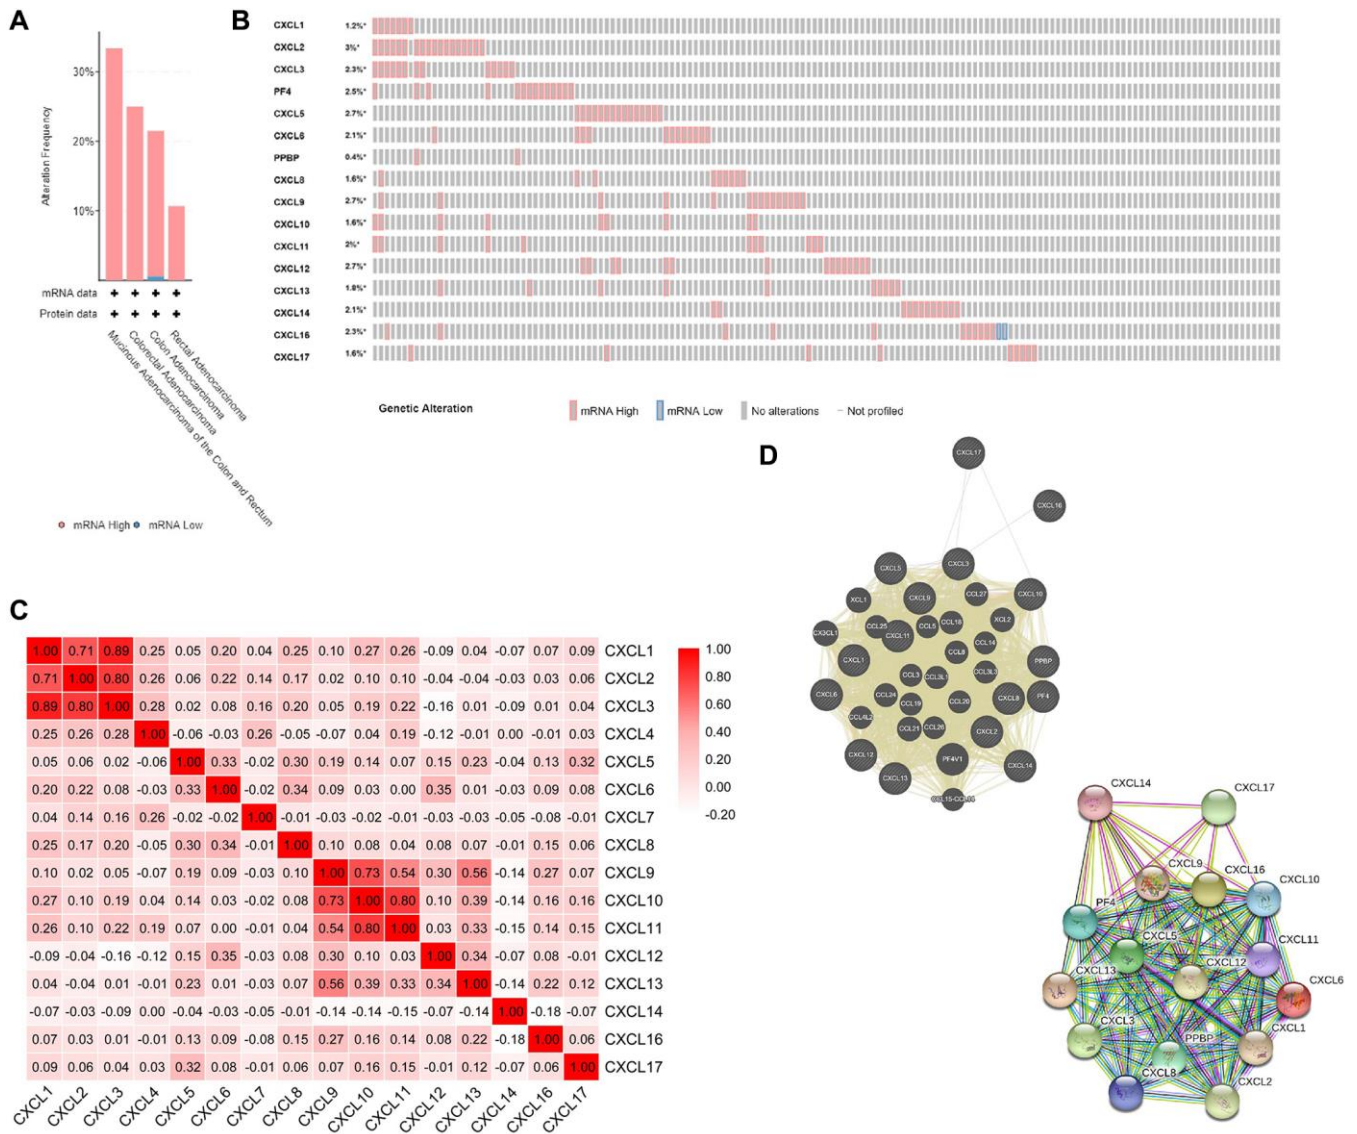 A
30%
20%
10%
Alteration Frequency
mRNA data
Protein data
Mucinous Adenocarcinoma of the Colon and Rectum
Colorectal Adenocarcinoma
Colon Adenocarcinoma
Rectal Adenocarcinoma
mRNA High mRNA Low
B
CXCL1 1.2%*
CXCL2 3%*
CXCL3 2.3%*
PF4 2.5%*
CXCL5 2.7%*
CXCL6 2.1%*
PPBP 0.4%*
CXCL8 1.6%*
CXCL9 2.7%*
CXCL10 1.6%*
CXCL11 2%*
CXCL12 2.7%*
CXCL13 1.8%*
CXCL14 2.1%*
CXCL16 2.3%*
CXCL17 1.6%*
Genetic Alteration mRNA High mRNA Low No alterations – Not profiled
C
1.00 0.71 0.89 0.25 0.05 0.20 0.04 0.25 0.10 0.27 0.26 -0.09 0.04 -0.07 0.07 0.09 CXCL1
0.71 1.00 0.80 0.26 0.06 0.22 0.14 0.17 0.02 0.10 0.10 -0.04 -0.04 -0.03 0.03 0.06 CXCL2
0.89 0.80 1.00 0.28 0.02 0.08 0.16 0.20 0.05 0.19 0.22 -0.16 0.01 -0.09 0.01 0.04 CXCL3
0.25 0.26 0.28 1.00 -0.06 -0.03 0.26 -0.05 -0.07 0.04 0.19 -0.12 -0.01 0.00 -0.01 0.03 CXCL4
0.05 0.06 0.02 -0.06 1.00 0.33 -0.02 0.30 0.19 0.14 0.07 0.15 0.23 -0.04 0.13 0.32 CXCL5
0.20 0.22 0.08 -0.03 0.33 1.00 -0.02 0.34 0.09 0.03 0.00 0.35 0.01 -0.03 0.09 0.08 CXCL6
0.04 0.14 0.16 0.26 -0.02 -0.02 1.00 -0.01 -0.03 -0.02 -0.01 -0.03 -0.03 -0.05 -0.08 -0.01 CXCL7
0.25 0.17 0.20 -0.05 0.30 0.34 -0.01 1.00 0.10 0.08 0.04 0.08 0.07 -0.01 0.15 0.06 CXCL8
0.10 0.02 0.05 -0.07 0.19 0.09 -0.03 0.10 1.00 0.73 0.54 0.30 0.56 -0.14 0.27 0.07 CXCL9
0.27 0.10 0.19 0.04 0.14 0.03 -0.02 0.08 0.73 1.00 0.80 0.10 0.39 -0.14 0.16 0.16 CXCL10
0.26 0.10 0.22 0.19 0.07 0.00 -0.01 0.04 0.54 0.80 1.00 0.03 0.33 -0.15 0.14 0.15 CXCL11
-0.09 -0.04 -0.16 -0.12 0.15 0.35 -0.03 0.08 0.30 0.10 0.03 1.00 0.34 -0.07 0.08 -0.01 CXCL12
0.04 -0.04 0.01 -0.01 0.23 0.01 -0.03 0.07 0.56 0.39 0.33 0.34 1.00 -0.14 0.22 0.12 CXCL13
-0.07 -0.03 -0.09 0.00 -0.04 -0.03 -0.05 -0.01 -0.14 -0.14 -0.15 -0.07 -0.14 1.00 -0.18 -0.07 CXCL14
0.07 0.03 0.01 -0.01 0.13 0.09 -0.08 0.15 0.27 0.16 0.14 0.08 0.22 -0.18 1.00 0.06 CXCL16
0.09 0.06 0.04 0.03 0.32 0.08 -0.01 0.06 0.07 0.16 0.15 -0.01 0.12 -0.07 0.06 1.00 CXCL17
CXCL1 CXCL2 CXCL3 CXCL4 CXCL5 CXCL6 CXCL7 CXCL8 CXCL9 CXCL10 CXCL11 CXCL12 CXCL13 CXCL14 CXCL16 CXCL17
1.00
0.80
0.60
0.40
0.20
0.00
-0.20
D
CXCL17
CXCL16
CXCL5 CXCL3
XCL1 CXCL9 CCL27 CXCL10
CX3CL1 CCL25 CXCL11 CCL5 CCL18 XCL2
CCL8 CCL14
CXCL1 PPBP
CCL3 CCL3L1 CCL3L3
CXCL6 CCL24 CCL19 CCL20 CXCL8 PF4
CCL4L2 CCL21 CCL26 CXCL2
CXCL12 PF4V1 CXCL14
CXCL13
CXCL14 CXCL17
CXCL9 CXCL16 CXCL10
PF4
CXCL5 CXCL11
CXCL13 CXCL12 CXCL6
CXCL3 PPBP CXCL1
CXCL8 CXCL2